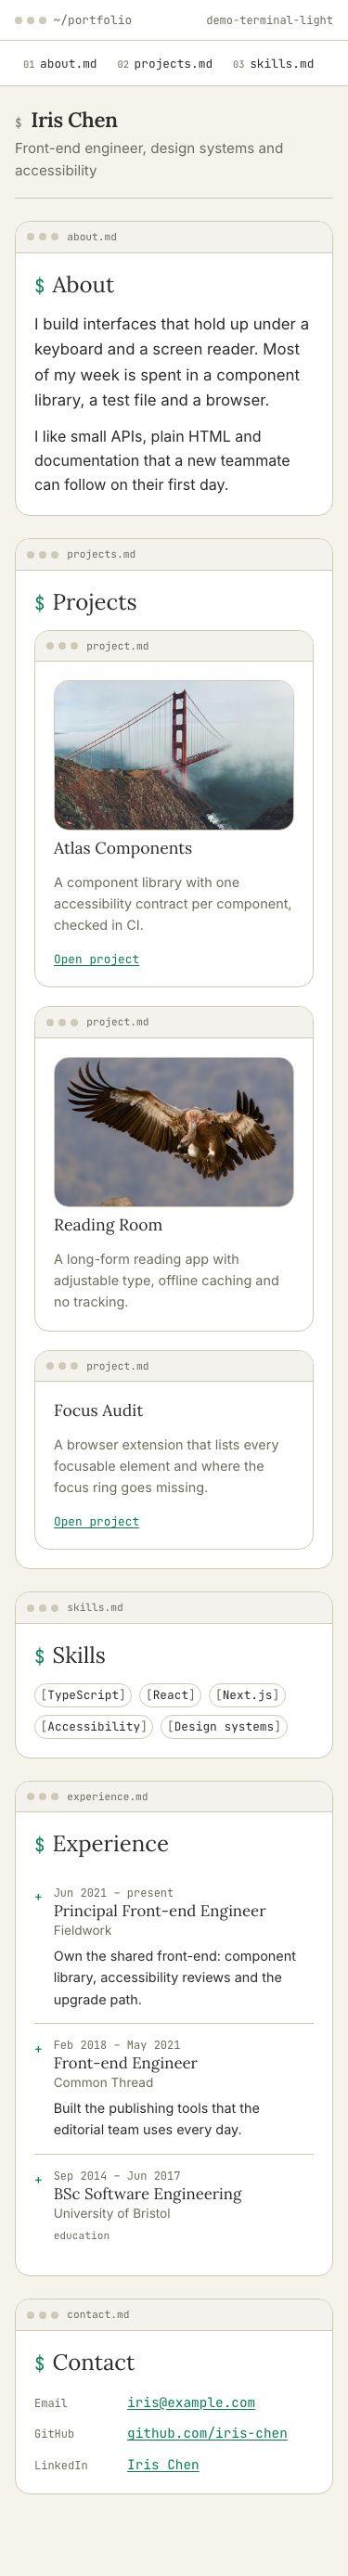 ~/portfolio demo-terminal-light
01 about.md 02 projects.md 03 skills.md
$ Iris Chen
Front-end engineer, design systems and
accessibility
about.md
$ About
I build interfaces that hold up under a
keyboard and a screen reader. Most
of my week is spent in a component
library, a test file and a browser.
I like small APIs, plain HTML and
documentation that a new teammate
can follow on their first day.
projects.md
$ Projects
project.md
Atlas Components
A component library with one
accessibility contract per component,
checked in CI.
Open project
project.md
Reading Room
A long-form reading app with
adjustable type, offline caching and
no tracking.
project.md
Focus Audit
A browser extension that lists every
focusable element and where the
focus ring goes missing.
Open project
skills.md
$ Skills
[TypeScript] [React] [Next.js]
[Accessibility] [Design systems]
experience.md
$ Experience
+ Jun 2021 – present
Principal Front-end Engineer
Fieldwork
Own the shared front-end: component
library, accessibility reviews and the
upgrade path.
+ Feb 2018 – May 2021
Front-end Engineer
Common Thread
Built the publishing tools that the
editorial team uses every day.
+ Sep 2014 – Jun 2017
BSc Software Engineering
University of Bristol
education
contact.md
$ Contact
Email iris@example.com
GitHub github.com/iris-chen
LinkedIn Iris Chen